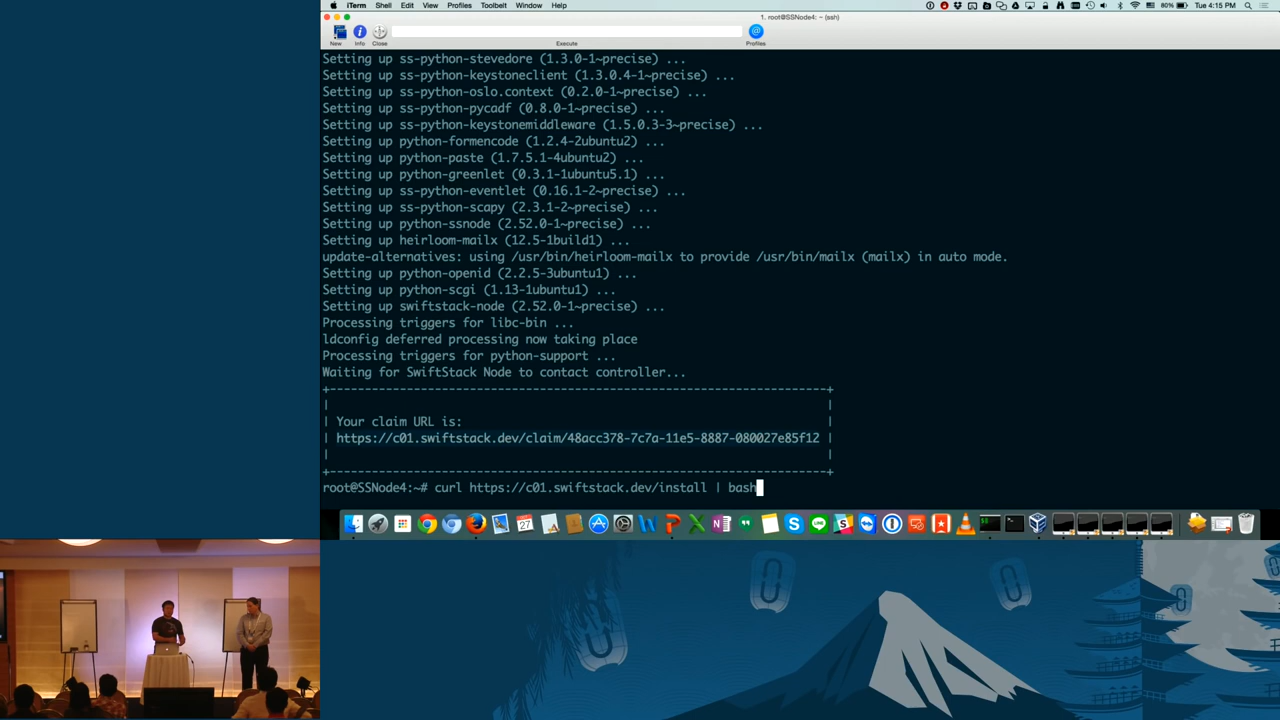 iTerm Shell Edit View Profiles Toolbelt Window Help
80% Tue 4:15 PM
1. root@SSNode4: ~ (ssh)
New Info Close Execute Profiles
Setting up ss-python-stevedore (1.3.0-1~precise) ...
Setting up ss-python-keystoneclient (1.3.0.4-1~precise) ...
Setting up ss-python-oslo.context (0.2.0-1~precise) ...
Setting up ss-python-pycadf (0.8.0-1~precise) ...
Setting up ss-python-keystonemiddleware (1.5.0.3-3~precise) ...
Setting up python-formencode (1.2.4-2ubuntu2) ...
Setting up python-paste (1.7.5.1-4ubuntu2) ...
Setting up python-greenlet (0.3.1-1ubuntu5.1) ...
Setting up ss-python-eventlet (0.16.1-2~precise) ...
Setting up ss-python-scapy (2.3.1-2~precise) ...
Setting up python-ssnode (2.52.0-1~precise) ...
Setting up heirloom-mailx (12.5-1build1) ...
update-alternatives: using /usr/bin/heirloom-mailx to provide /usr/bin/mailx (mailx) in auto mode.
Setting up python-openid (2.2.5-3ubuntu1) ...
Setting up python-scgi (1.13-1ubuntu1) ...
Setting up swiftstack-node (2.52.0-1~precise) ...
Processing triggers for libc-bin ...
ldconfig deferred processing now taking place
Processing triggers for python-support ...
Waiting for SwiftStack Node to contact controller...
+-----------------------------------------------------------------------+
| |
| Your claim URL is:
| https://c01.swiftstack.dev/claim/48acc378-7c7a-11e5-8887-080027e85f12 |
| |
+-----------------------------------------------------------------------+
root@SSNode4:~# curl https://c01.swiftstack.dev/install | bash
27